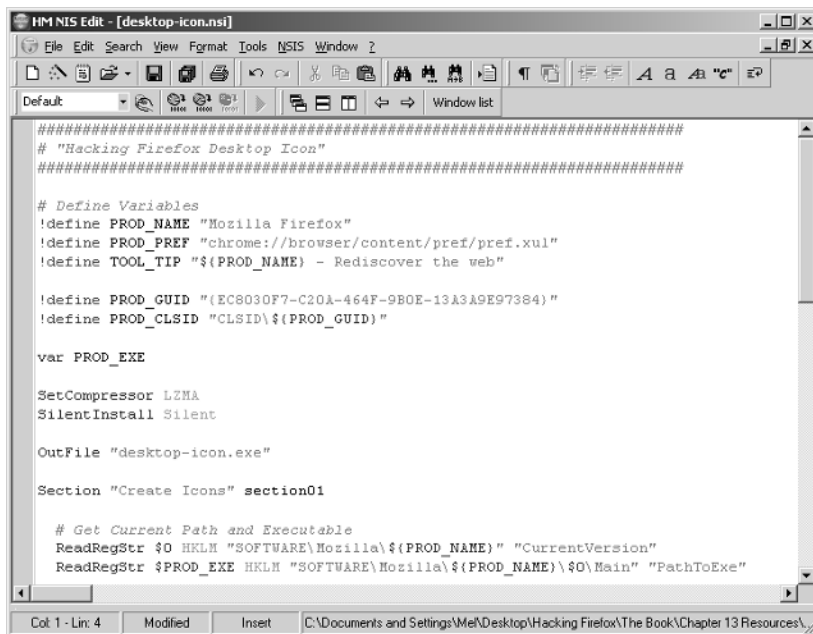 HM NIS Edit - [desktop-icon.nsi]
File Edit Search View Format Tools NSIS Window ?
Default Window list
########################################################################
# "Hacking Firefox Desktop Icon"
########################################################################
# Define Variables
!define PROD_NAME "Mozilla Firefox"
!define PROD_PREF "chrome://browser/content/pref/pref.xul"
!define TOOL_TIP "${PROD_NAME} - Rediscover the web"
!define PROD_GUID "{EC8030F7-C20A-464F-9B0E-13A3A9E97384}"
!define PROD_CLSID "CLSID\${PROD_GUID}"
var PROD_EXE
SetCompressor LZMA
SilentInstall Silent
OutFile "desktop-icon.exe"
Section "Create Icons" section01
# Get Current Path and Executable
ReadRegStr $0 HKLM "SOFTWARE\Mozilla\${PROD_NAME}" "CurrentVersion"
ReadRegStr $PROD_EXE HKLM "SOFTWARE\Mozilla\${PROD_NAME}\$0\Main" "PathToExe"
Col: 1 - Lin: 4 Modified Insert C:\Documents and Settings\Mel\Desktop\Hacking Firefox\The Book\Chapter 13 Resources\...